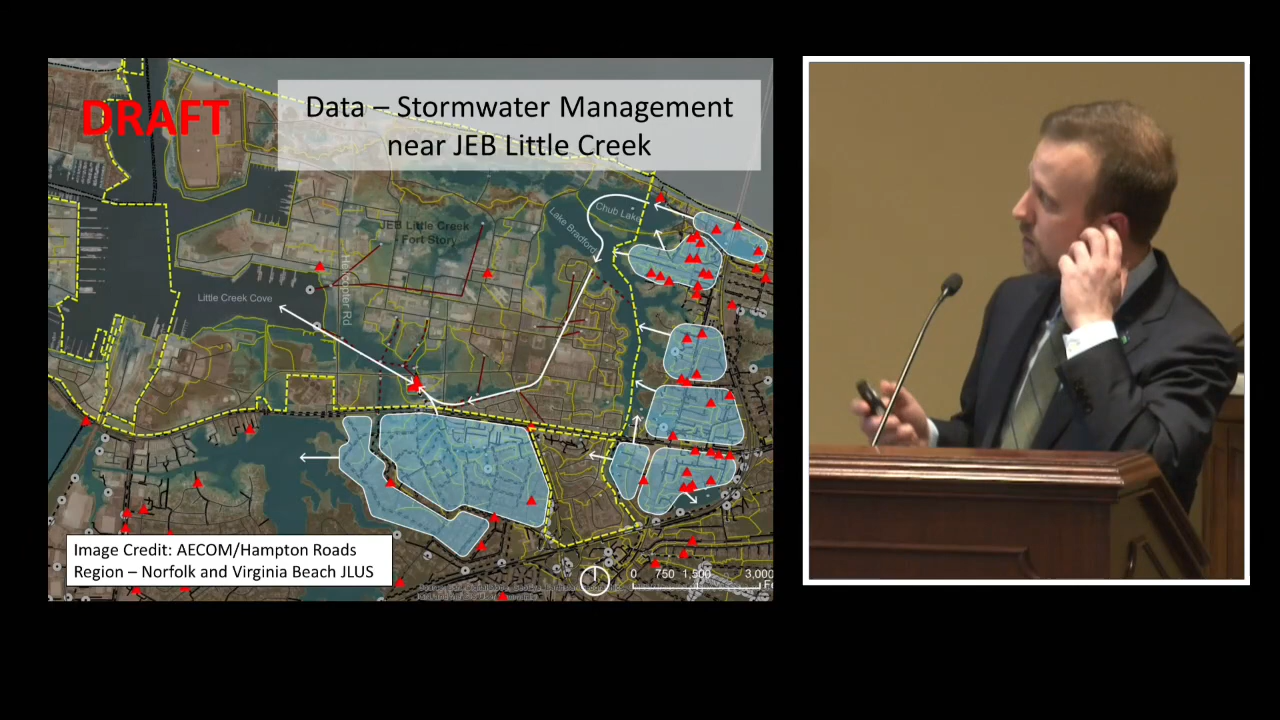 DRAFT
Data – Stormwater Management
near JEB Little Creek
Chub Lake
Lake Bradford
JEB Little Creek
Fort Story
Helicopter Rd
Little Creek Cove
Image Credit: AECOM/Hampton Roads
Region – Norfolk and Virginia Beach JLUS
0 750 1,500 3,000